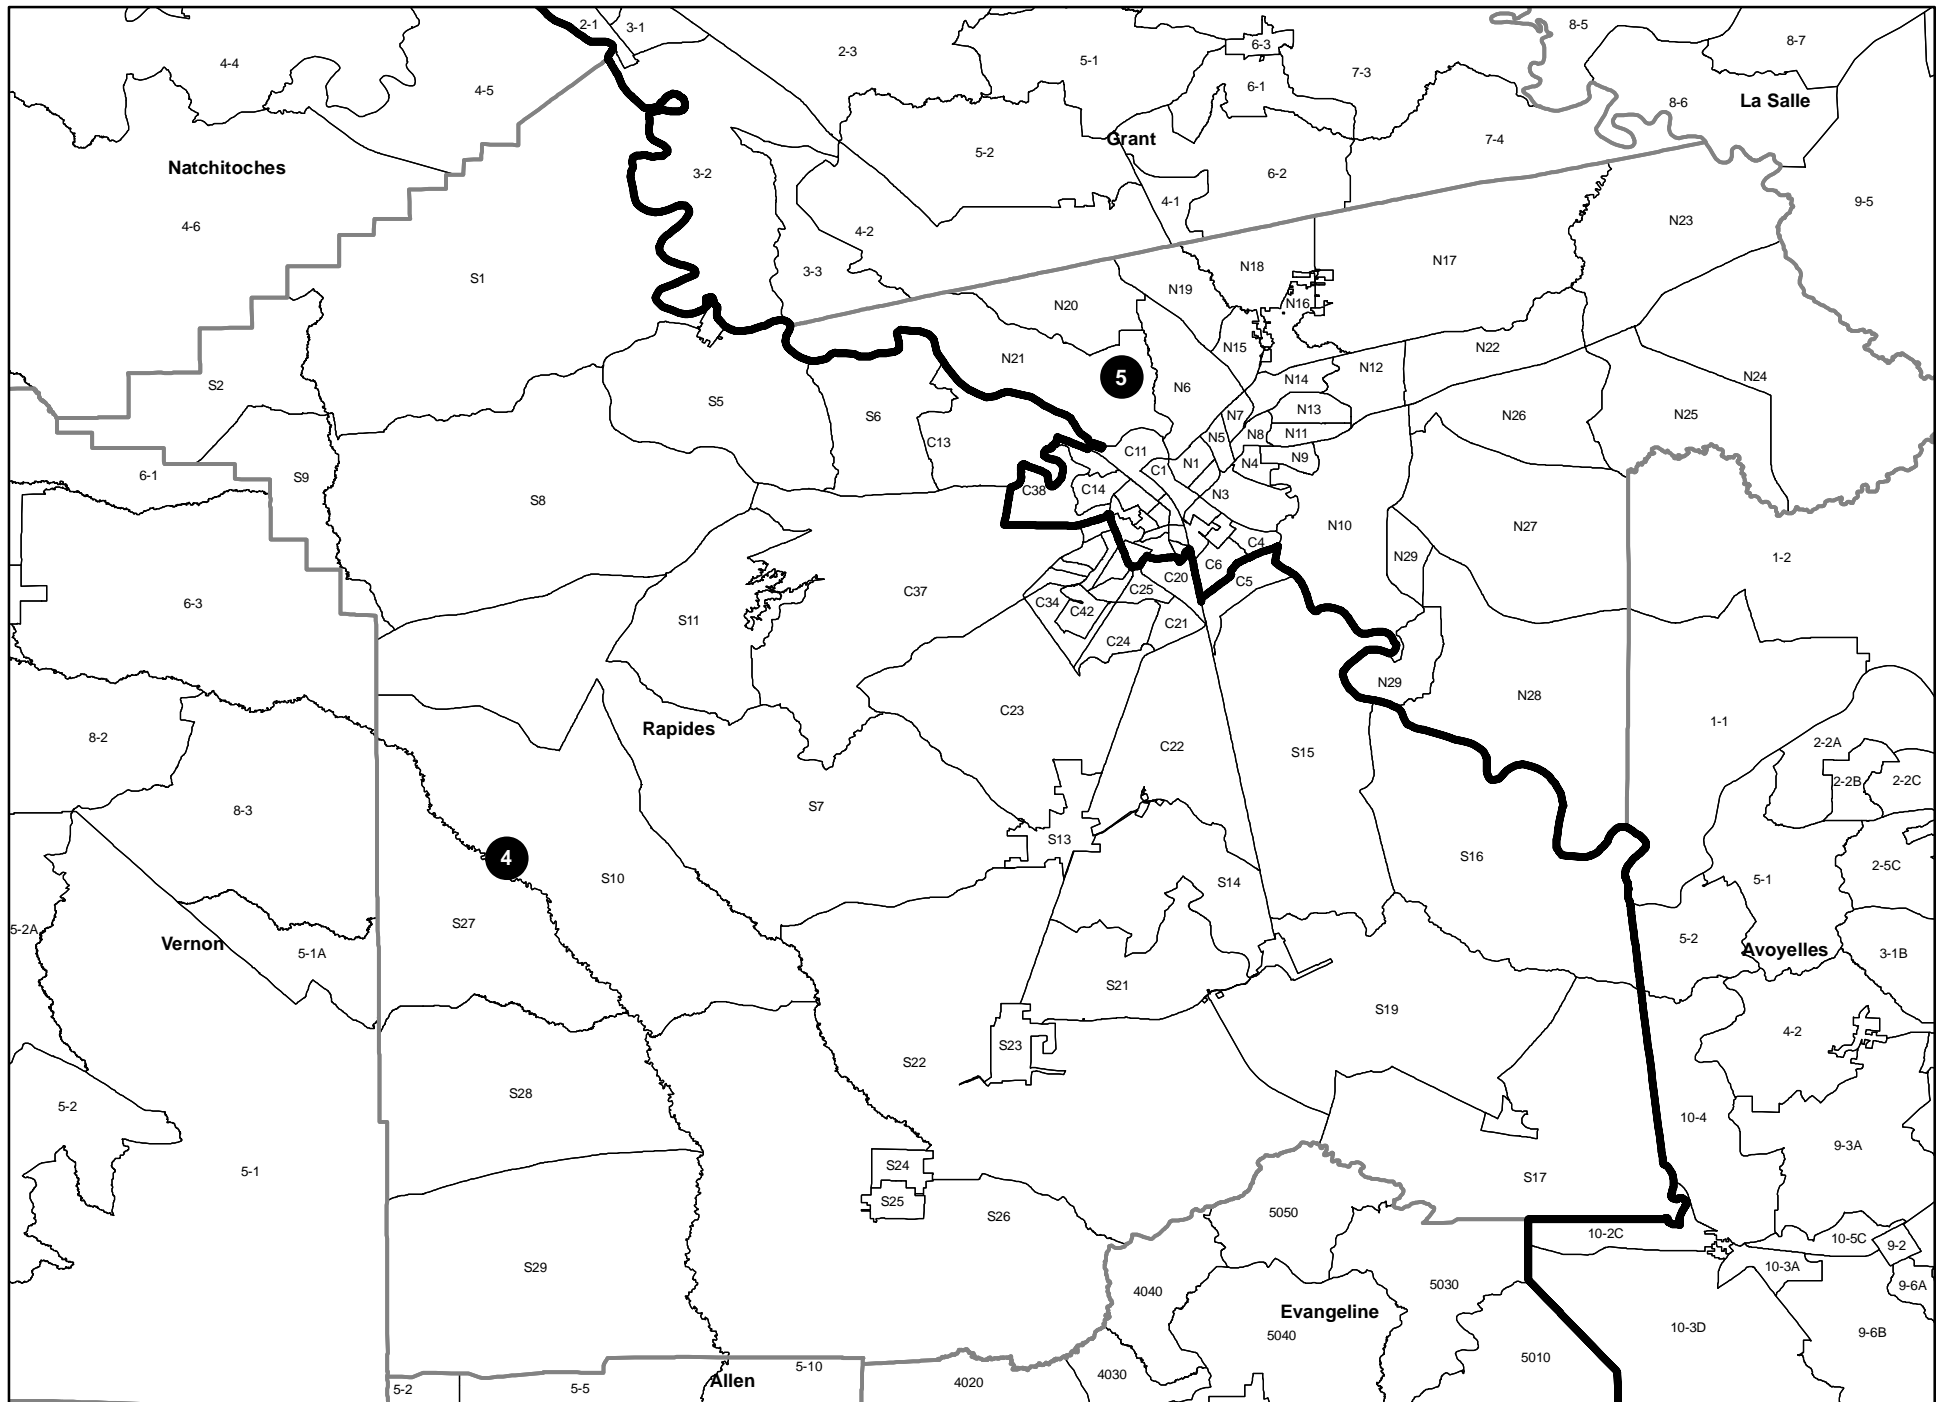 2-1
3-1
2-3
5-1
6-3
8-5
8-7
4-4
4-5
7-3
6-1
8-6
La Salle
Grant
7-4
5-2
Natchitoches
3-2
6-2
4-1
9-5
4-6
4-2
N23
S1
3-3
N18
N17
N19
N20
N16
N21
N15
N22
5
N12
N14
N24
S2
N6
S5
S6
N7
N13
N26
N25
C13
N5
N8
N11
C11
N4
N9
C1
N1
6-1
S9
C38
C14
N3
S8
N10
N27
C4
N29
1-2
C6
C20
C5
C37
C25
6-3
C34
C42
S11
C21
C24
N29
N28
C23
1-1
Rapides
8-2
C22
S15
2-2A
2-2B
2-2C
8-3
S7
S13
4
S16
S10
S14
5-1
2-5C
5-2A
S27
Vernon
5-1A
5-2
Avoyelles
3-1B
S21
S19
4-2
S23
S22
S28
5-2
10-4
9-3A
5-1
S24
S17
S25
S26
5050
10-2C
10-5C
9-2
S29
10-3A
4040
5030
9-6A
Evangeline
5040
10-3D
9-6B
5010
5-10
4030
5-2
5-5
Allen
4020